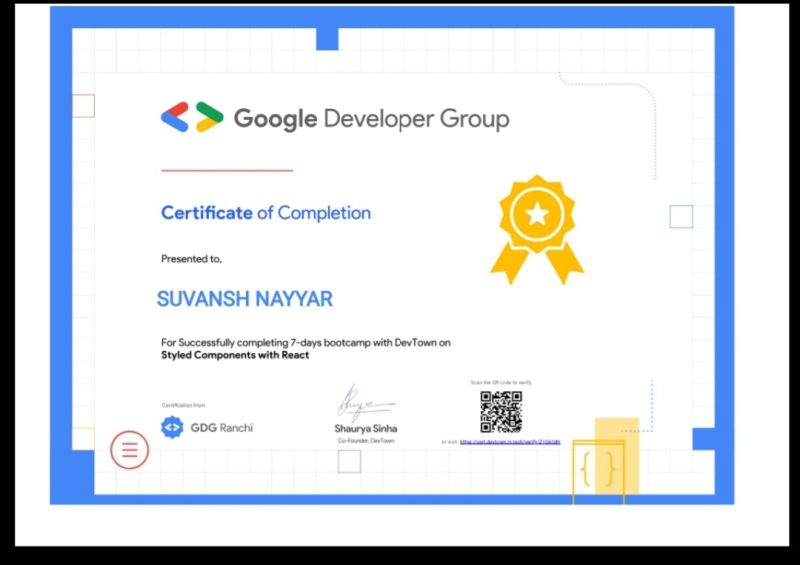 Google Developer Group
Certificate of Completion
Presented to,
SUVANSH NAYYAR
For Successfully completing 7-days bootcamp with DevTown on
Styled Components with React
Scan the QR code to verify
Certification from
GDG Ranchi
Shaurya Sinha
Co-Founder, DevTown
or visit: